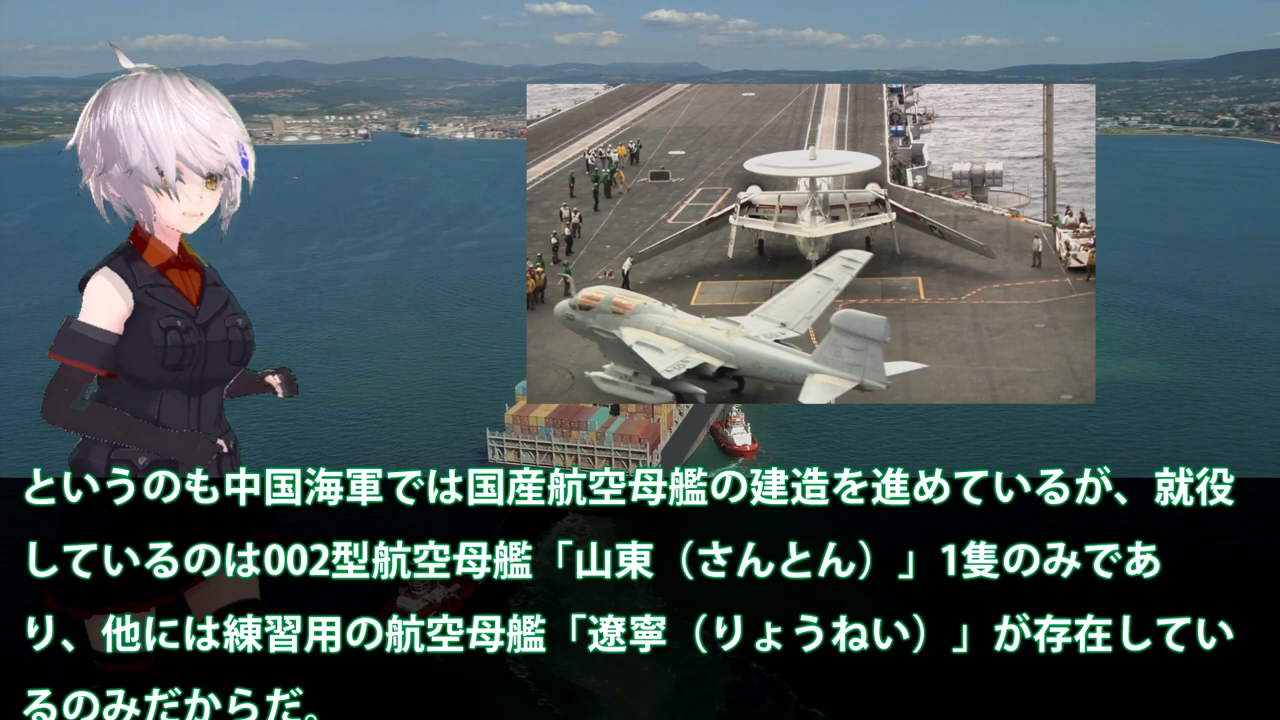 というのも中国海軍では国産航空母艦の建造を進めているが、就役
しているのは002型航空母艦「山東（さんとん）」1隻のみであ
り、他には練習用の航空母艦「遼寧（りょうねい）」が存在してい
るのみだからだ。